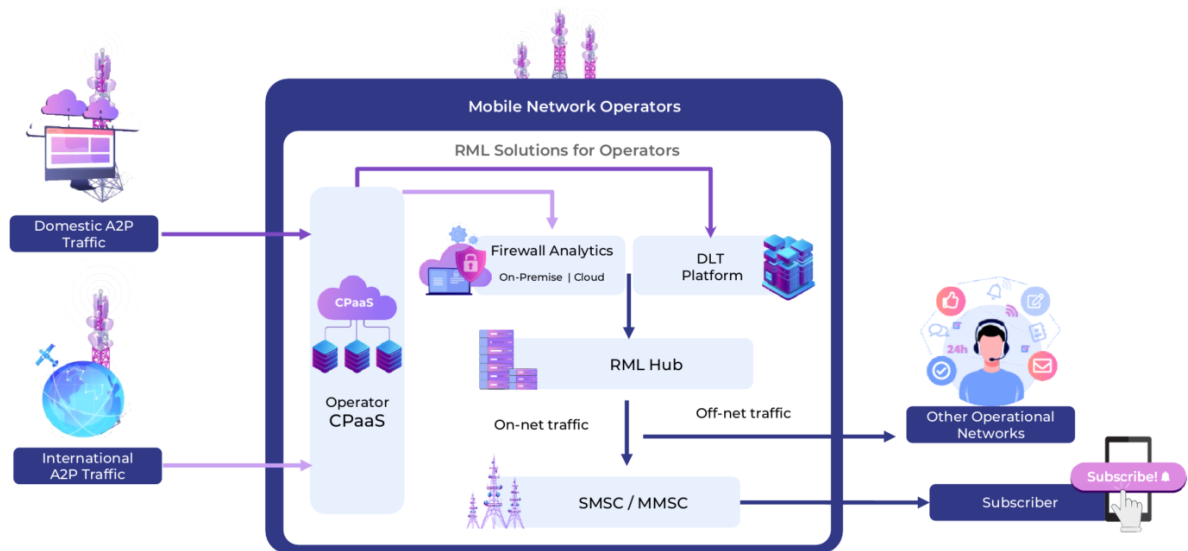 Mobile Network Operators
RML Solutions for Operators
Domestic A2P
Traffic
Firewall Analytics
On-Premise | Cloud
DLT
Platform
CPaaS
Operator
CPaaS
RML Hub
24h
On-net traffic
Off-net traffic
Other Operational
Networks
International
A2P Traffic
SMSC / MMSC
Subscribe!
Subscriber